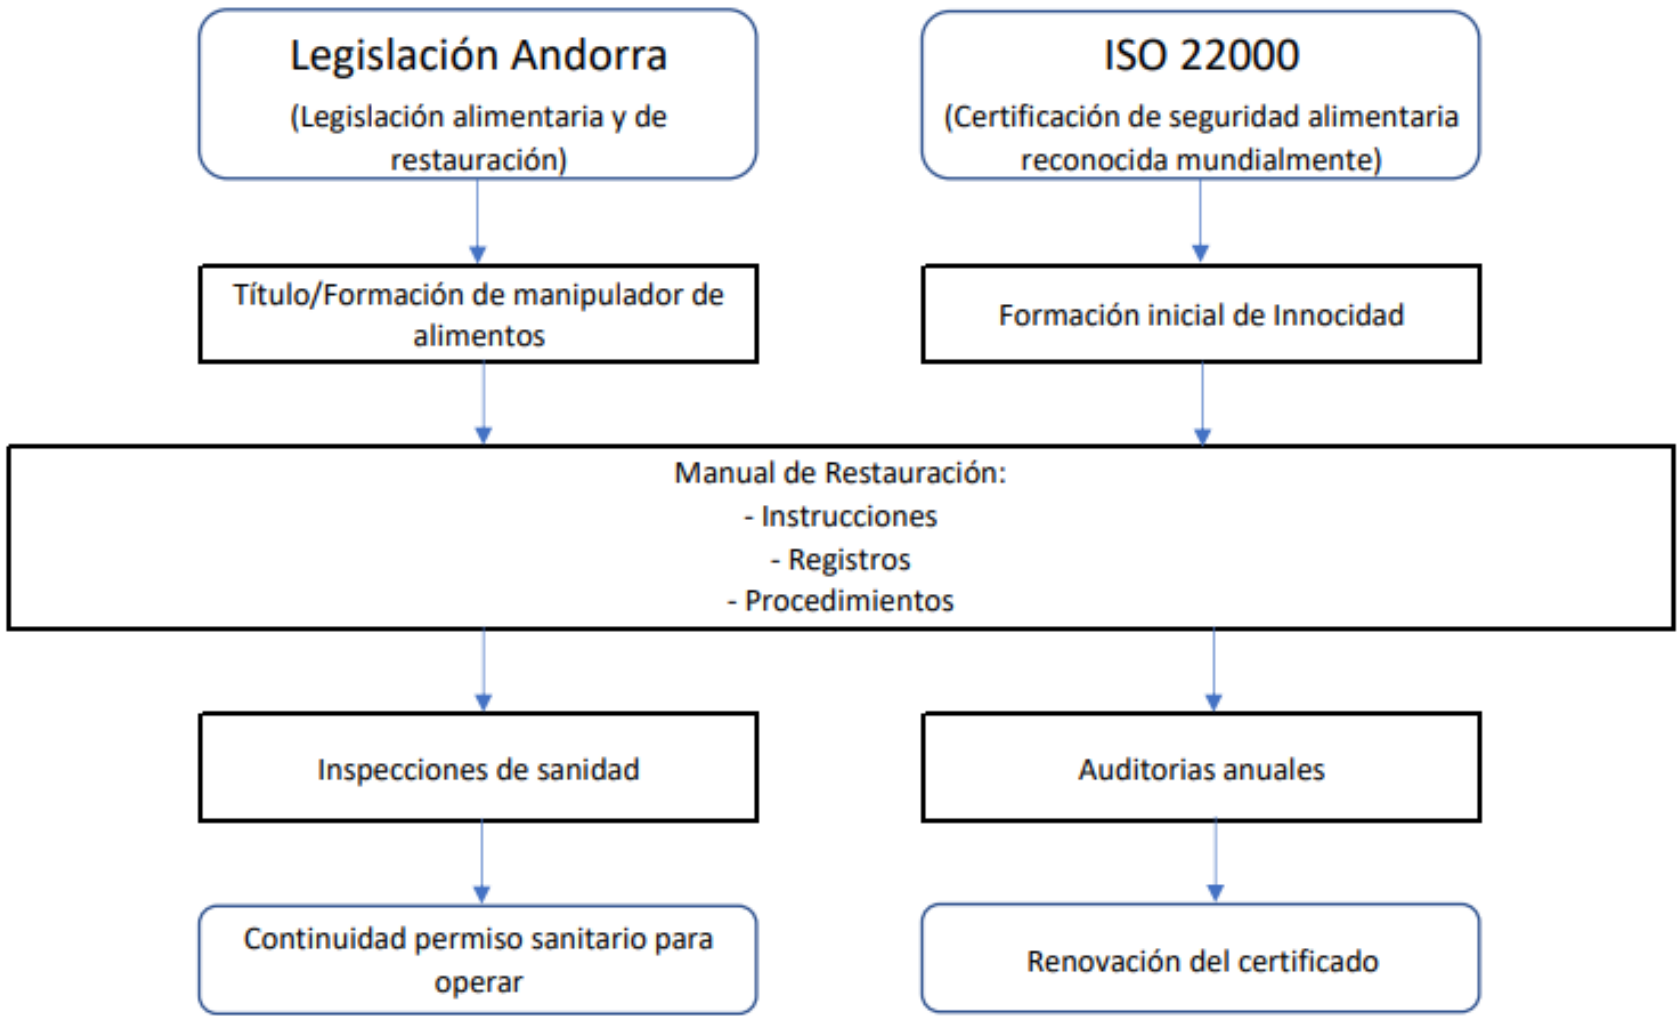 Legislación Andorra
(Legislación alimentaria y de
restauración)
ISO 22000
(Certificación de seguridad alimentaria
reconocida mundialmente)
Título/Formación de manipulador de
alimentos
Formación inicial de Innocidad
Manual de Restauración:
- Instrucciones
- Registros
- Procedimientos
Inspecciones de sanidad
Auditorias anuales
Continuidad permiso sanitario para
operar
Renovación del certificado